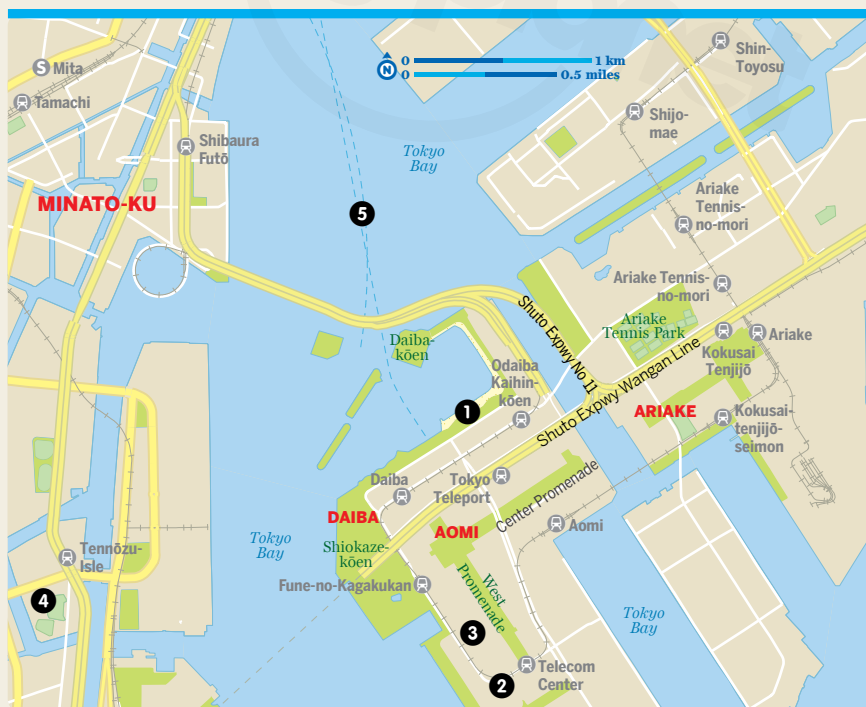 0 1 km
N
0 0.5 miles
Shin-
Toyosu
S Mita
Tamachi
Shijo-
mae
Shibaura
Futō
Tokyo
Bay
MINATO-KU
5
Ariake
Tennis-
no-mori
Ariake Tennis-
no-mori
Shuto Expwy No 11
Ariake
Tennis Park
Daiba-
kōen
Ariake
Kokusai
Tenjijō
Odaiba
Kaihin-
kōen
Shuto Expwy Wangan Line
1
ARIAKE
Kokusai-
tenjijō-
seimon
Daiba
Tokyo
Teleport
Center Promenade
DAIBA
AOMI
Aomi
Tokyo
Bay
Shiokaze-
kōen
Tennōzu-
Isle
Fune-no-Kagakukan
West
Promenade
4
Tokyo
Bay
3
Telecom
Center
2